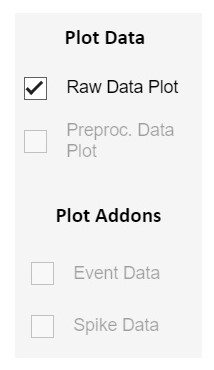 Plot Data
Raw Data Plot
Preproc. Data
Plot
Plot Addons
Event Data
Spike Data